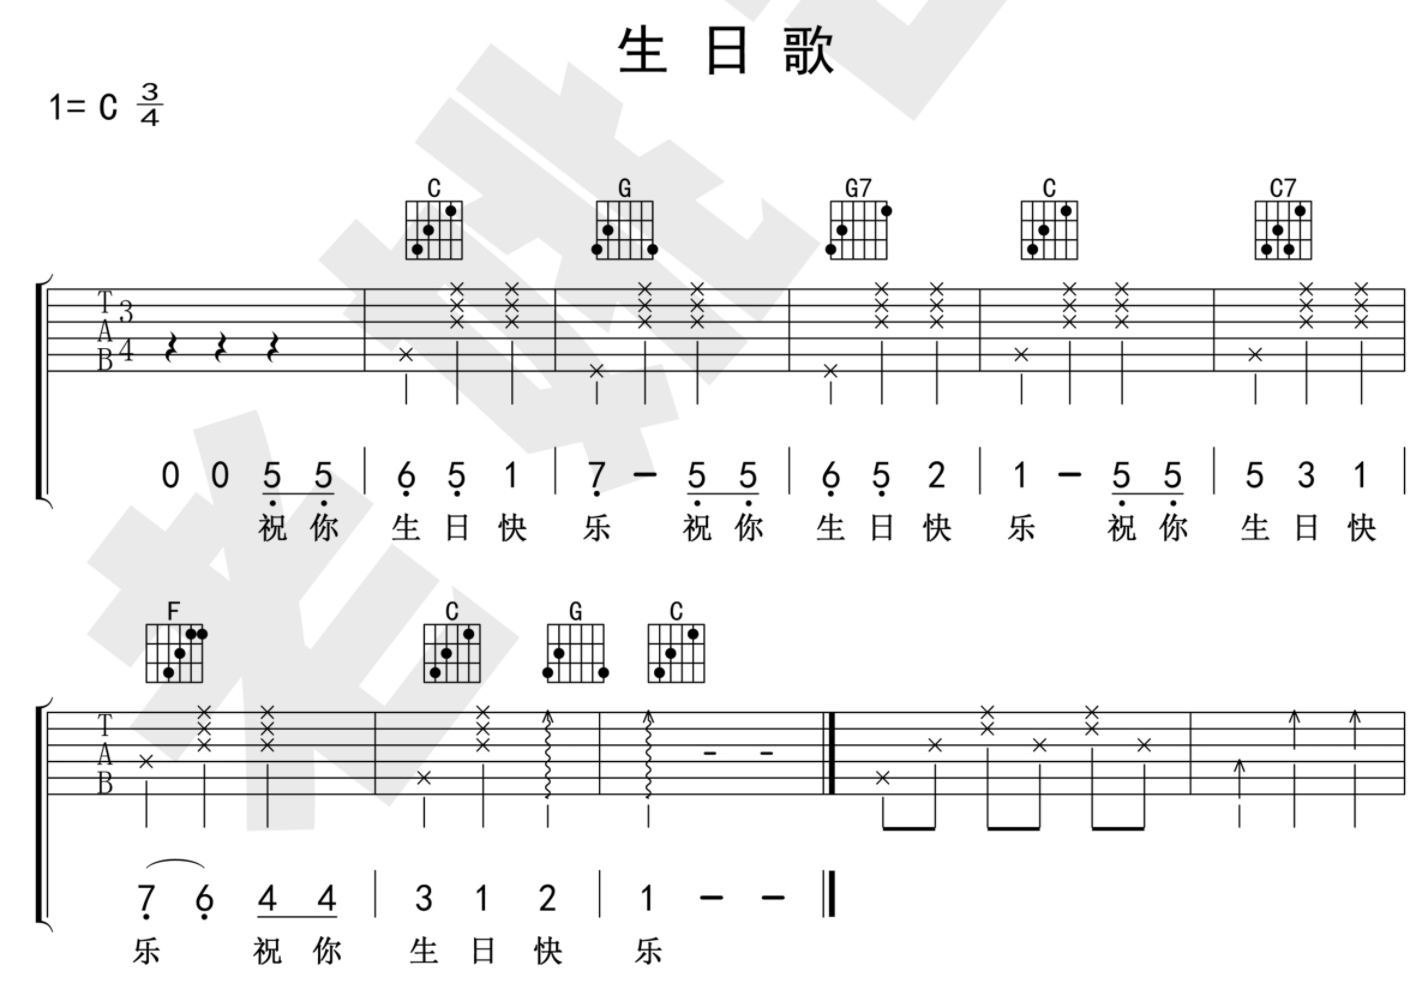 生日歌
1= C 3/4
C G G7 C C7
T A B 3 4
0 0 5 5 | 6 5 1 | 7 - 5 5 | 6 5 2 | 1 - 5 5 | 5 3 1 |
祝 你 生 日 快 乐 祝 你 生 日 快 乐 祝 你 生 日 快
F C G C
T A B - -
7 6 4 4 | 3 1 2 | 1 - -
乐 祝 你 生 日 快 乐